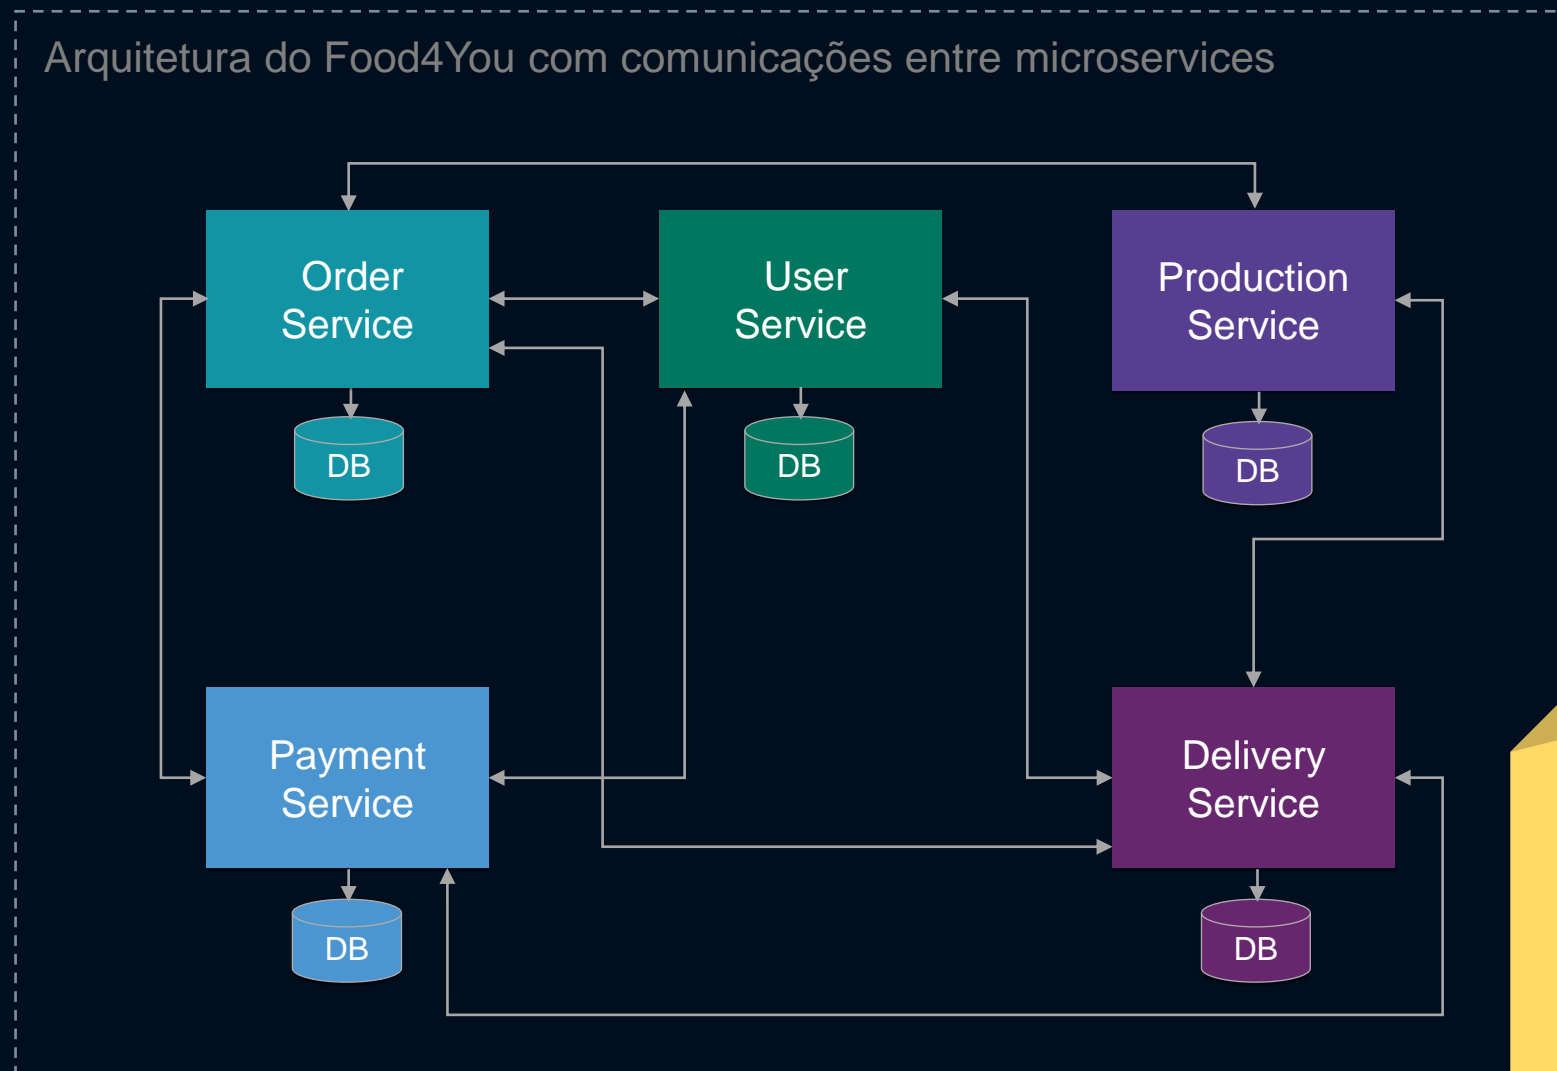 Arquitetura do Food4You com comunicações entre microservices
Order
Service
User
Service
Production
Service
DB
DB
DB
Payment
Service
Delivery
Service
DB
DB